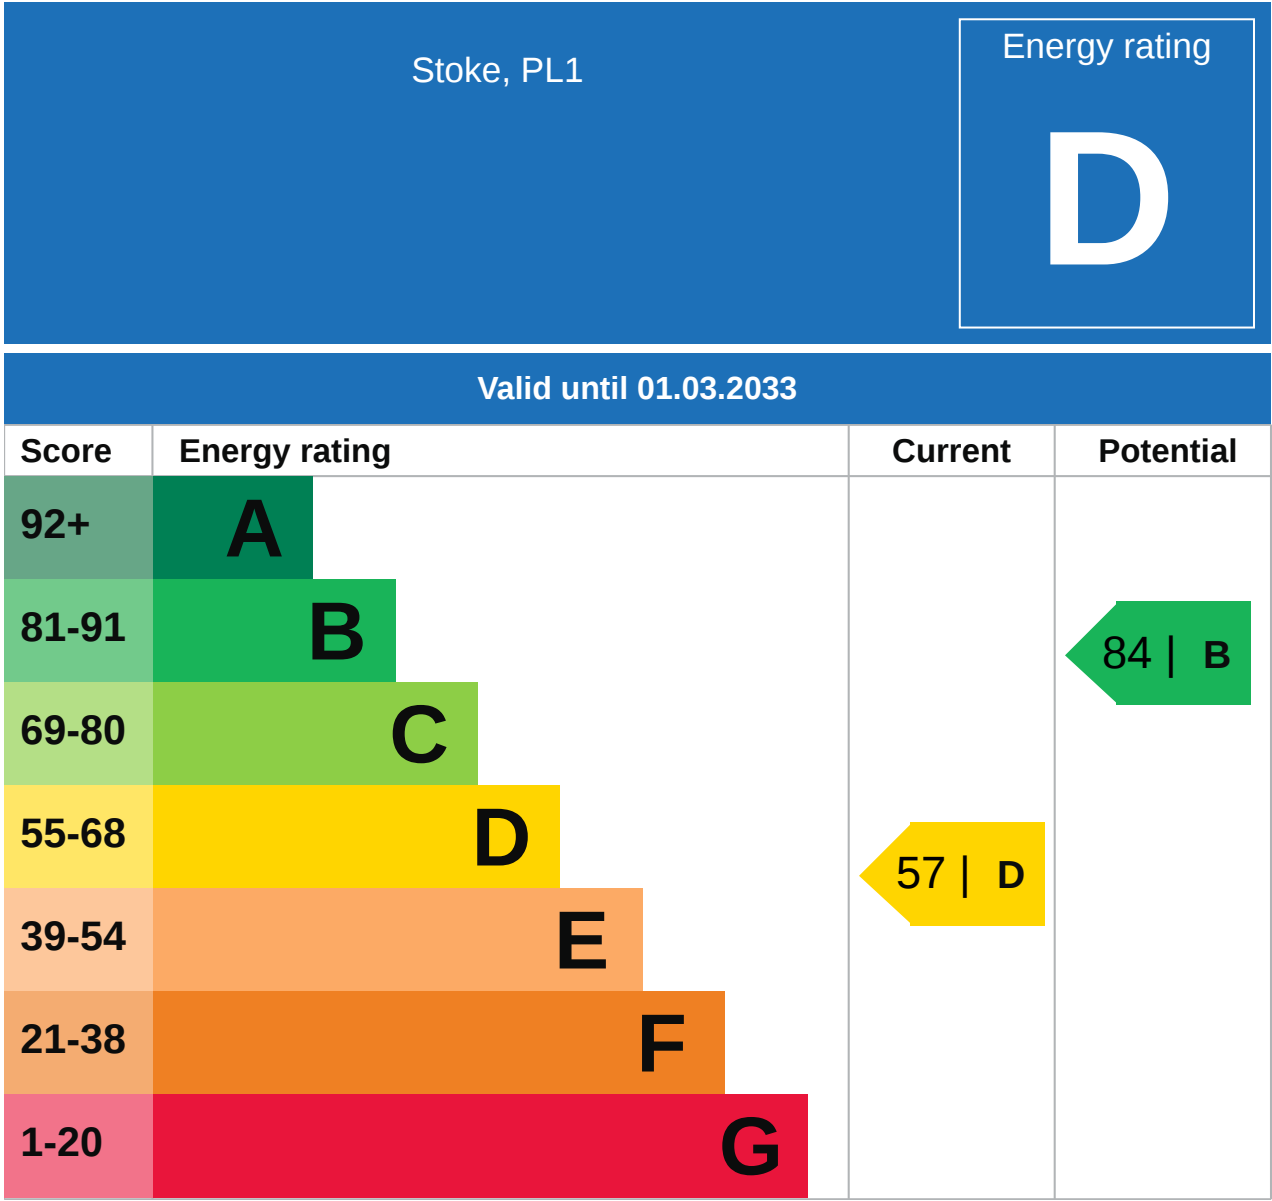 Stoke, PL1
Energy rating
D
Valid until 01.03.2033
Score Energy rating Current Potential
92+ A
81-91 B
84 | B
69-80 C
55-68 D
57 | D
39-54 E
21-38 F
1-20 G